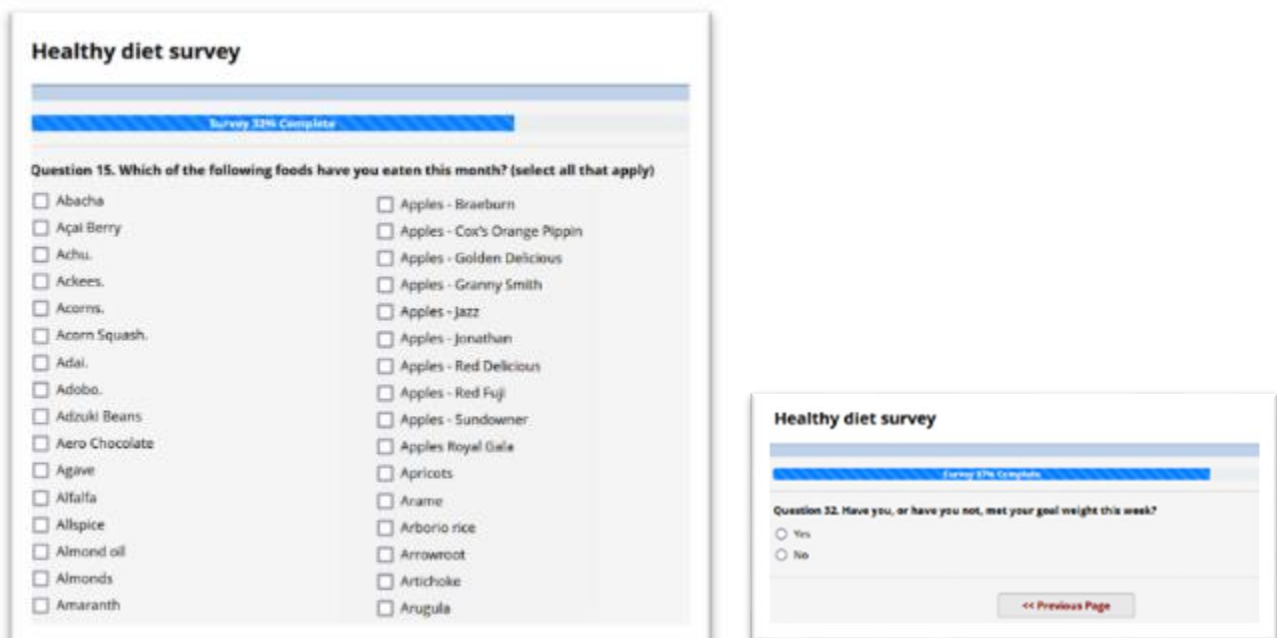 Healthy diet survey
Survey 32% Complete
Question 15. Which of the following foods have you eaten this month? (select all that apply)
Abacha
Açai Berry
Achu.
Ackees.
Acorns.
Acorn Squash.
Adai.
Adobo.
Adzuki Beans
Aero Chocolate
Agave
Alfalfa
Allspice
Almond oil
Almonds
Amaranth
Apples - Braeburn
Apples - Cox's Orange Pippin
Apples - Golden Delicious
Apples - Granny Smith
Apples - Jazz
Apples - Jonathan
Apples - Red Delicious
Apples - Red Fuji
Apples - Sundowner
Apples Royal Gala
Apricots
Arame
Arborio rice
Arrowroot
Artichoke
Arugula
Healthy diet survey
Survey 37% Complete
Question 32. Have you, or have you not, met your goal weight this week?
Yes
No
<< Previous Page